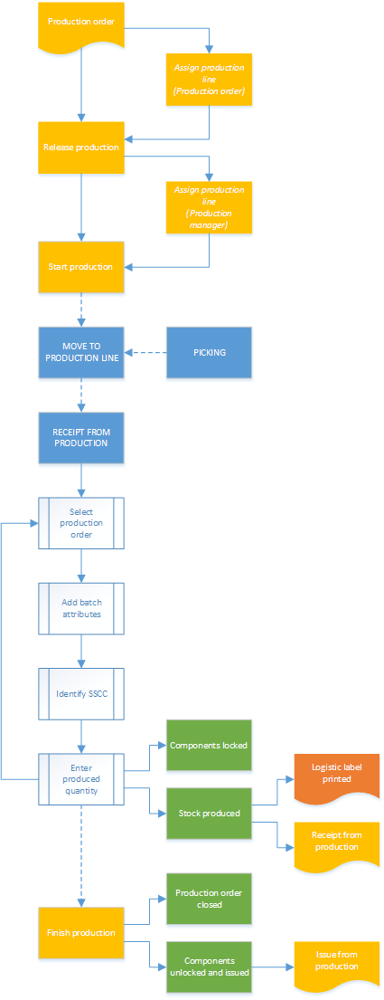 Production order
Assign production
line
(Production order)
Release production
Assign production
line
(Production
manager)
Start production
MOVE TO
PRODUCTION LINE
PICKING
RECEIPT FROM
PRODUCTION
Select
production
order
Add batch
attributes
Identify SSCC
Components locked
Enter
produced
quantity
Logistic label
printed
Stock produced
Receipt from
production
Production order
closed
Finish production
Components
unlocked and issued
Issue from
production